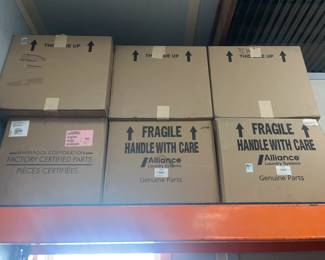 THIS SIDE UP
THIS SIDE UP
THIS SIDE UP
WHIRLPOOL CORPORATION
FACTORY CERTIFIED PARTS
PIÈCES CERTIFIÉES
FRAGILE
HANDLE WITH CARE
Alliance
Laundry Systems
Genuine Parts
FRAGILE
HANDLE WITH CARE
Alliance
Laundry Systems
Genuine Parts